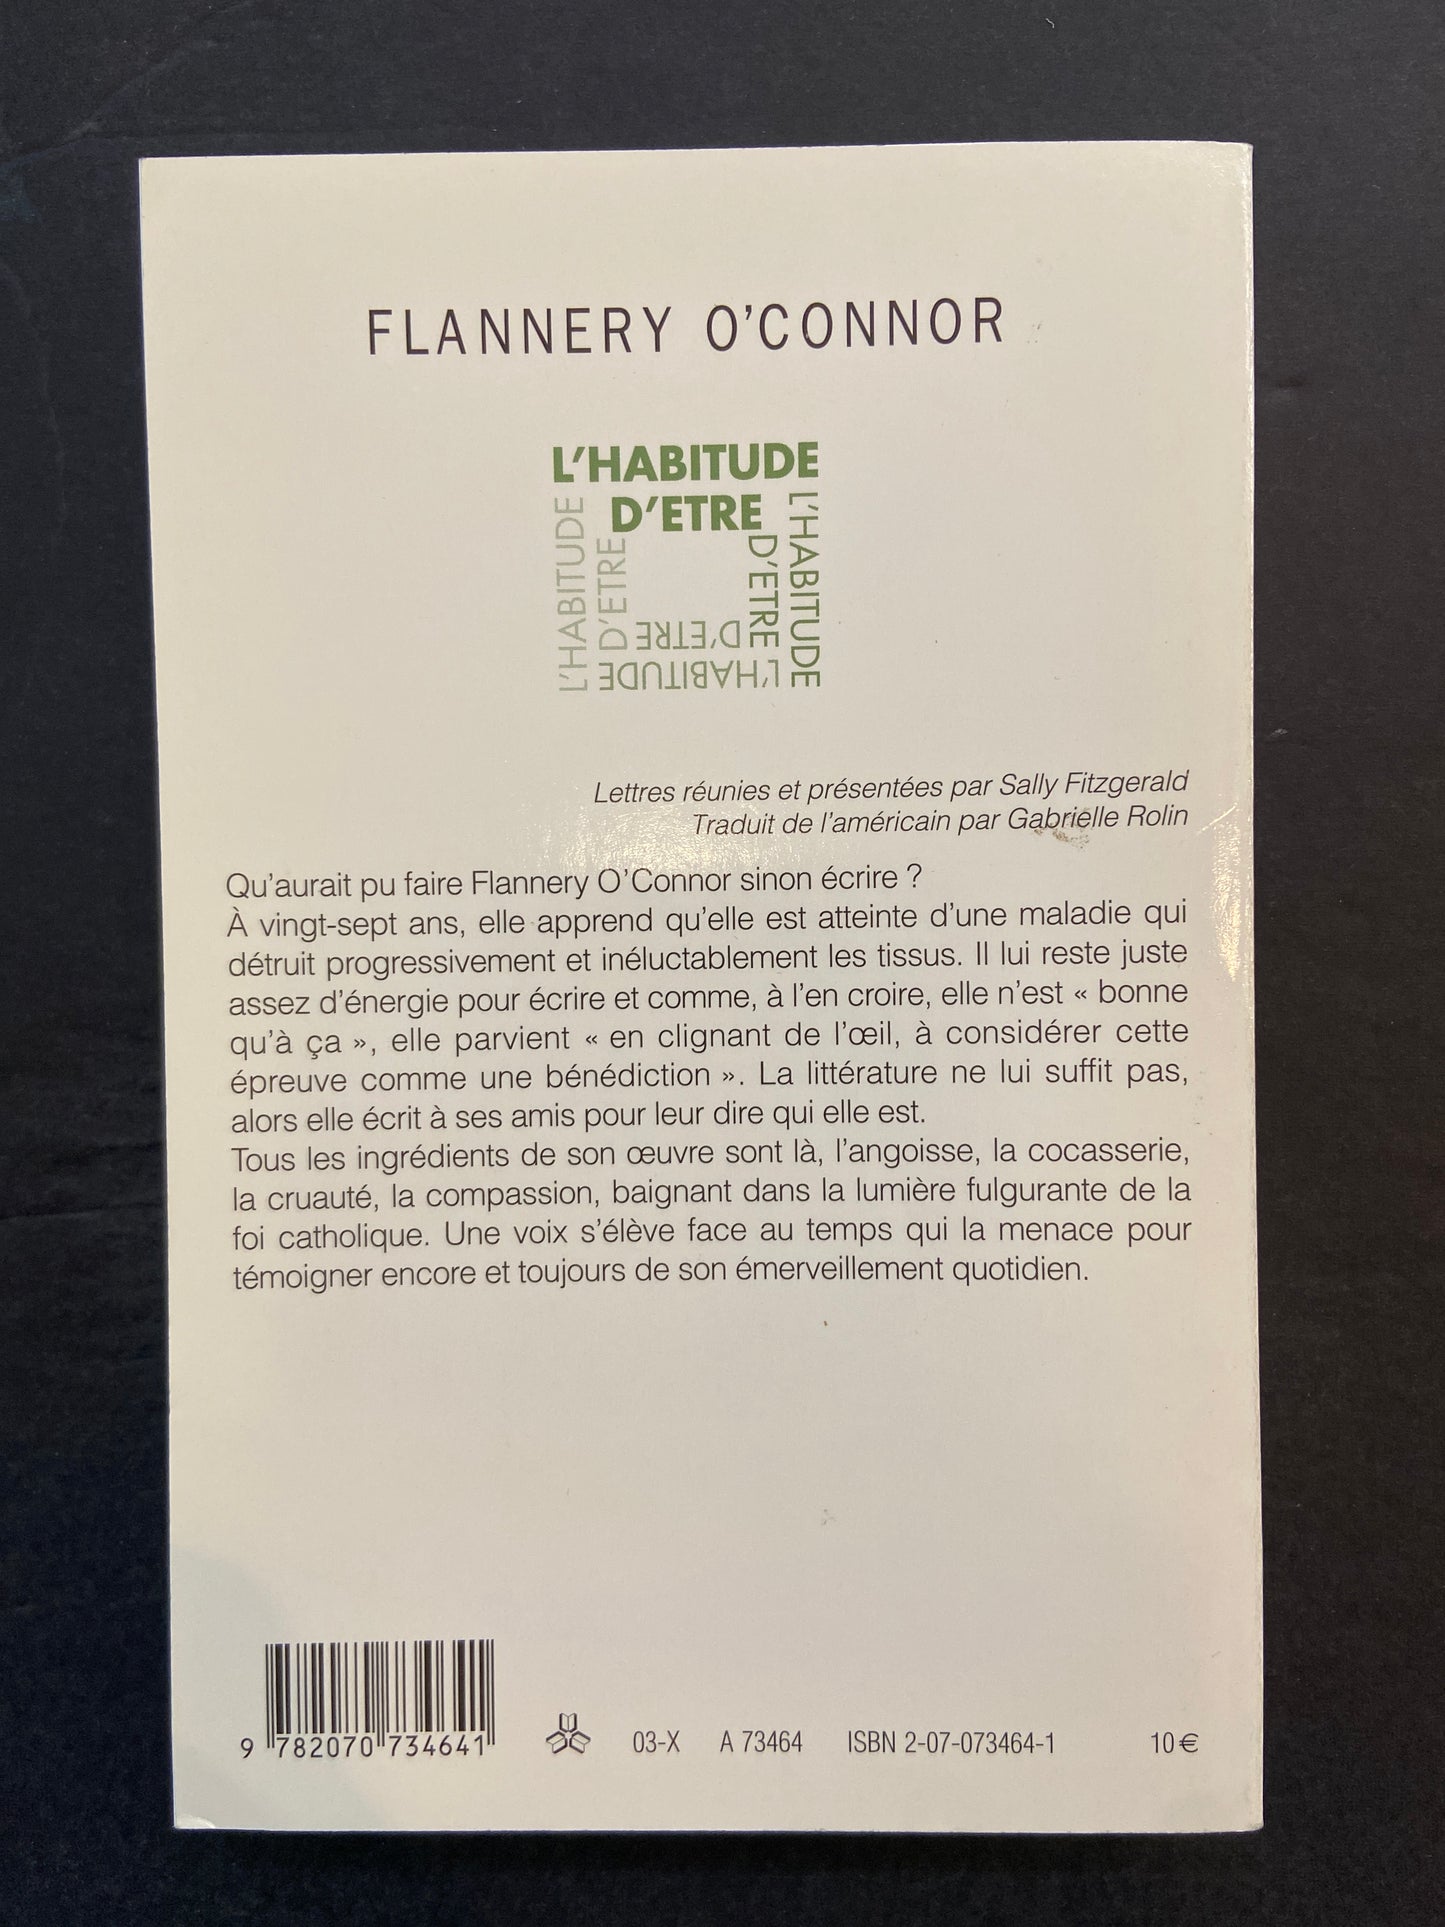 FLANNERY O'CONNOR
L'HABITUDE
D'ETRE
L'HABITUDE
D'ETRE
L'HABITUDE
D'ETRE
L'HABITUDE
D'ETRE
Lettres réunies et présentées par Sally Fitzgerald
Traduit de l'américain par Gabrielle Rolin
Qu'aurait pu faire Flannery O'Connor sinon écrire ?
À vingt-sept ans, elle apprend qu'elle est atteinte d'une maladie qui
détruit progressivement et inéluctablement les tissus. Il lui reste juste
assez d'énergie pour écrire et comme, à l'en croire, elle n'est « bonne
qu'à ça », elle parvient « en clignant de l'œil, à considérer cette
épreuve comme une bénédiction ». La littérature ne lui suffit pas,
alors elle écrit à ses amis pour leur dire qui elle est.
Tous les ingrédients de son œuvre sont là, l'angoisse, la cocasserie,
la cruauté, la compassion, baignant dans la lumière fulgurante de la
foi catholique. Une voix s'élève face au temps qui la menace pour
témoigner encore et toujours de son émerveillement quotidien.
9 782070 734641
03-X A 73464 ISBN 2-07-073464-1 10 €